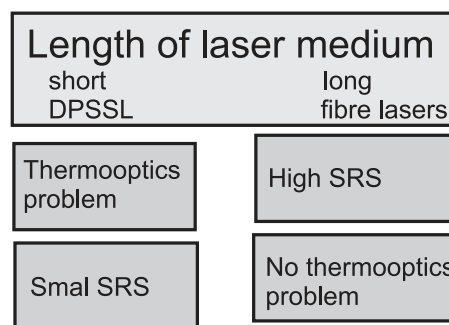 Length of laser medium
short long
DPSSL fibre lasers
Thermooptics
problem
High SRS
Smal SRS
No thermooptics
problem